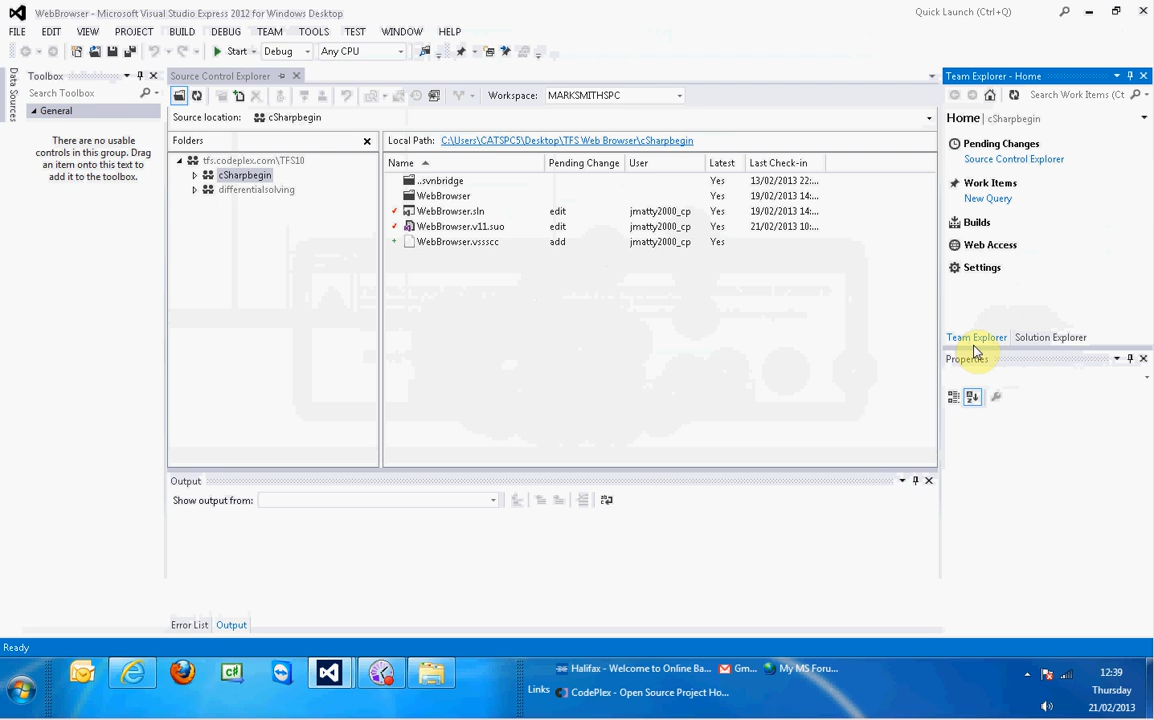 WebBrowser - Microsoft Visual Studio Express 2012 for Windows Desktop
Quick Launch (Ctrl+Q)
FILE EDIT VIEW PROJECT BUILD DEBUG TEAM TOOLS TEST WINDOW HELP
Start Debug Any CPU
Data Sources
Toolbox
Search Toolbox
General
There are no usable
controls in this group. Drag
an item onto this text to
add it to the toolbox.
Source Control Explorer
Workspace: MARKSMITHSPC
Source location: cSharpbegin
Folders
tfs.codeplex.com\TFS10
cSharpbegin
differentialsolving
Local Path: C:\Users\CATSPC5\Desktop\TFS Web Browser\cSharpbegin
Name Pending Change User Latest Last Check-in
..svnbridge Yes 13/02/2013 22:...
WebBrowser Yes 19/02/2013 14:...
WebBrowser.sln edit jmatty2000_cp Yes 19/02/2013 14:...
WebBrowser.v11.suo edit jmatty2000_cp Yes 21/02/2013 10:...
WebBrowser.vssscc add jmatty2000_cp Yes
Output
Show output from:
Error List Output
Team Explorer - Home
Search Work Items (Ct
Home | cSharpbegin
Pending Changes
Source Control Explorer
Work Items
New Query
Builds
Web Access
Settings
Team Explorer Solution Explorer
Properties
Ready
Links
Halifax - Welcome to Online Ba... Gm... My MS Foru...
CodePlex - Open Source Project Ho...
12:39
Thursday
21/02/2013